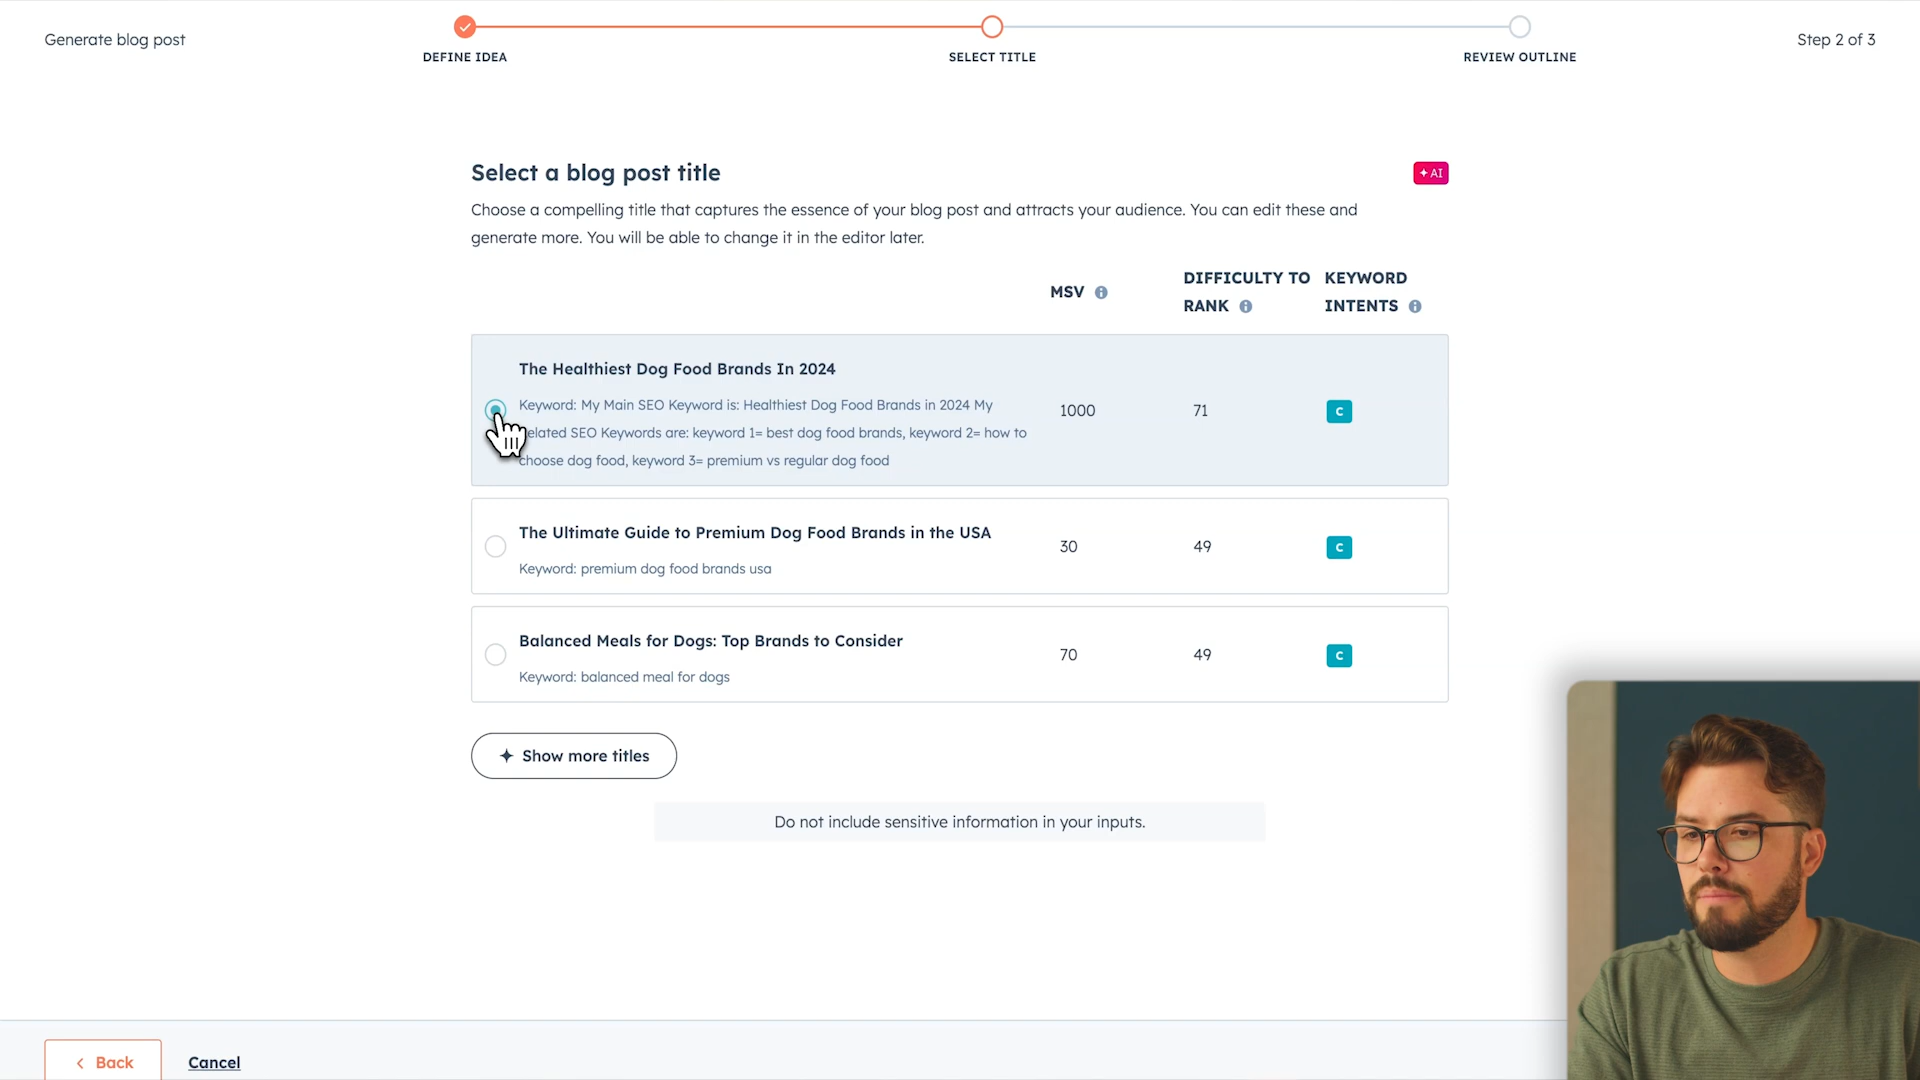 Generate blog post
DEFINE IDEA
SELECT TITLE
REVIEW OUTLINE
Step 2 of 3
Select a blog post title
AI
Choose a compelling title that captures the essence of your blog post and attracts your audience. You can edit these and
generate more. You will be able to change it in the editor later.
MSV
DIFFICULTY TO
RANK
KEYWORD
INTENTS
The Healthiest Dog Food Brands In 2024
Keyword: My Main SEO Keyword is: Healthiest Dog Food Brands in 2024 My
related SEO Keywords are: keyword 1= best dog food brands, keyword 2= how to
choose dog food, keyword 3= premium vs regular dog food
1000
71
C
The Ultimate Guide to Premium Dog Food Brands in the USA
Keyword: premium dog food brands usa
30
49
C
Balanced Meals for Dogs: Top Brands to Consider
Keyword: balanced meal for dogs
70
49
C
Show more titles
Do not include sensitive information in your inputs.
Back
Cancel